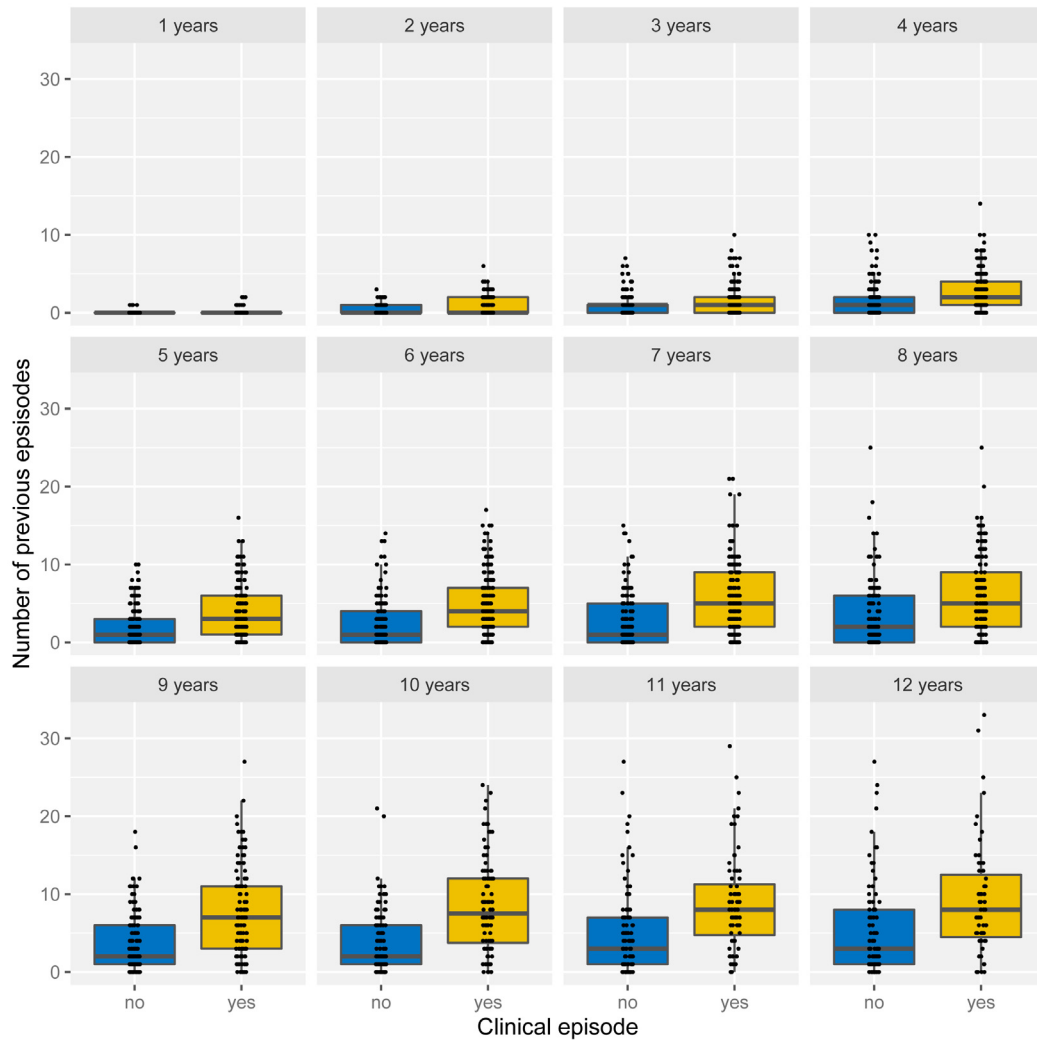 1 years 2 years 3 years 4 years
30
20
10
0
5 years 6 years 7 years 8 years
30
20
10
0
9 years 10 years 11 years 12 years
30
20
10
0
no yes no yes no yes no yes
Clinical episode
Number of previous epsisodes